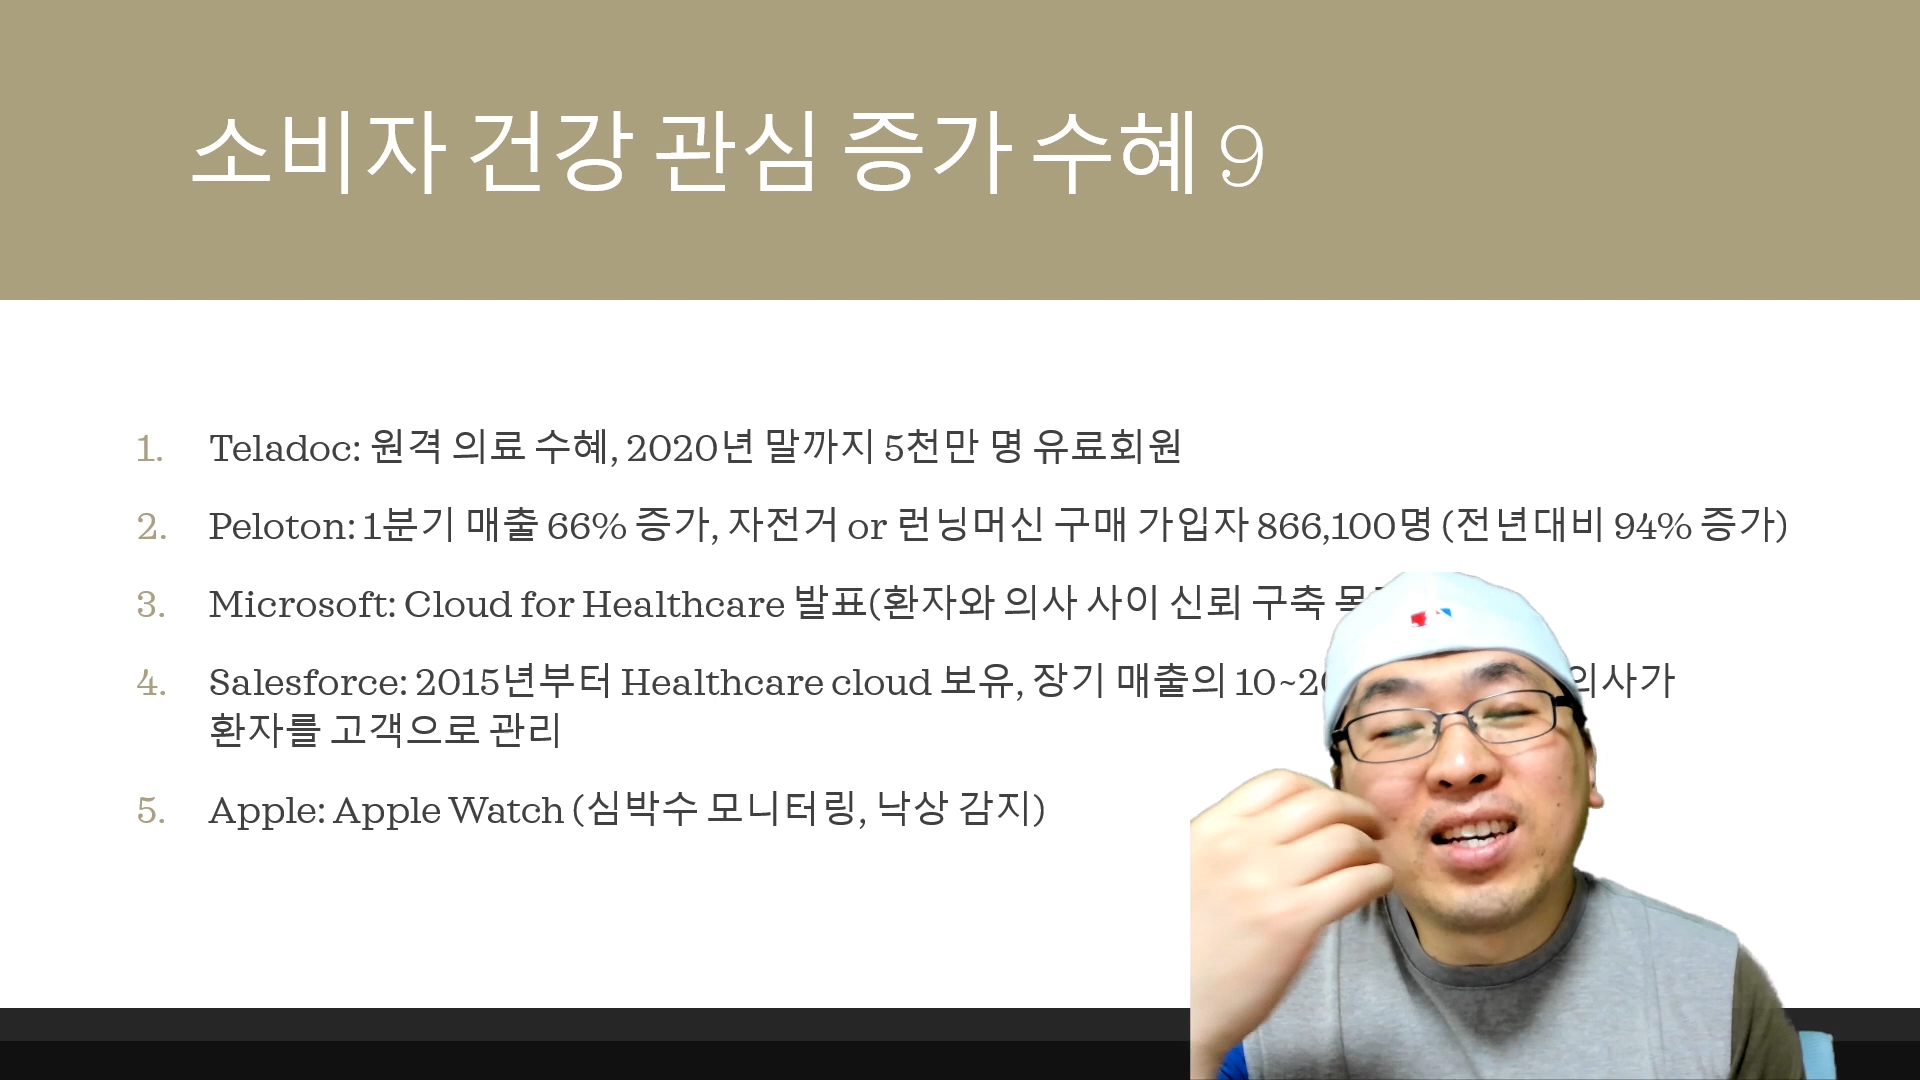 소비자 건강 관심 증가 수혜 9
1. Teladoc: 원격 의료 수혜, 2020년 말까지 5천만 명 유료회원
2. Peloton: 1분기 매출 66% 증가, 자전거 or 런닝머신 구매 가입자 866,100명 (전년대비 94% 증가)
3. Microsoft: Cloud for Healthcare 발표(환자와 의사 사이 신뢰 구축
4. Salesforce: 2015년부터 Healthcare cloud 보유, 장기 매출의 의사가
환자를 고객으로 관리
5. Apple: Apple Watch (심박수 모니터링, 낙상 감지)